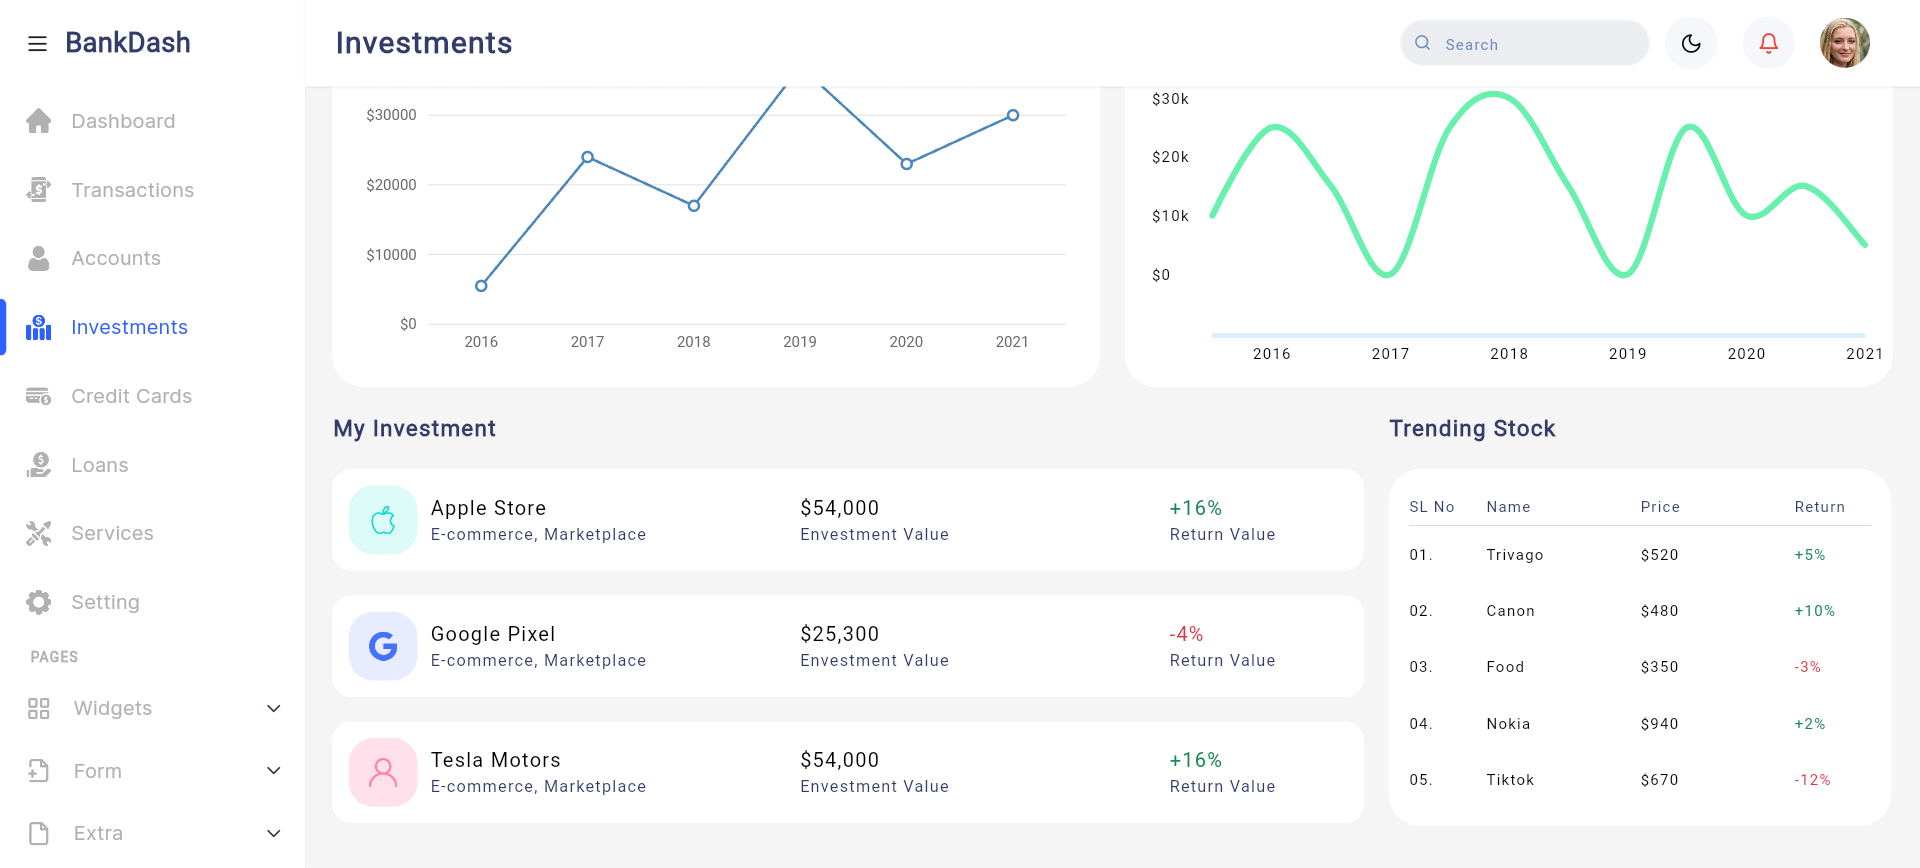 BankDash
Investments
Search
Dashboard
Transactions
Accounts
Investments
Credit Cards
Loans
Services
Setting
PAGES
Widgets
Form
Extra
$30000
$20000
$10000
$0
2016 2017 2018 2019 2020 2021
$30k
$20k
$10k
$0
2016 2017 2018 2019 2020 2021
My Investment
Apple Store $54,000 +16%
E-commerce, Marketplace Envestment Value Return Value
Google Pixel $25,300 -4%
E-commerce, Marketplace Envestment Value Return Value
Tesla Motors $54,000 +16%
E-commerce, Marketplace Envestment Value Return Value
Trending Stock
SL No Name Price Return
01. Trivago $520 +5%
02. Canon $480 +10%
03. Food $350 -3%
04. Nokia $940 +2%
05. Tiktok $670 -12%